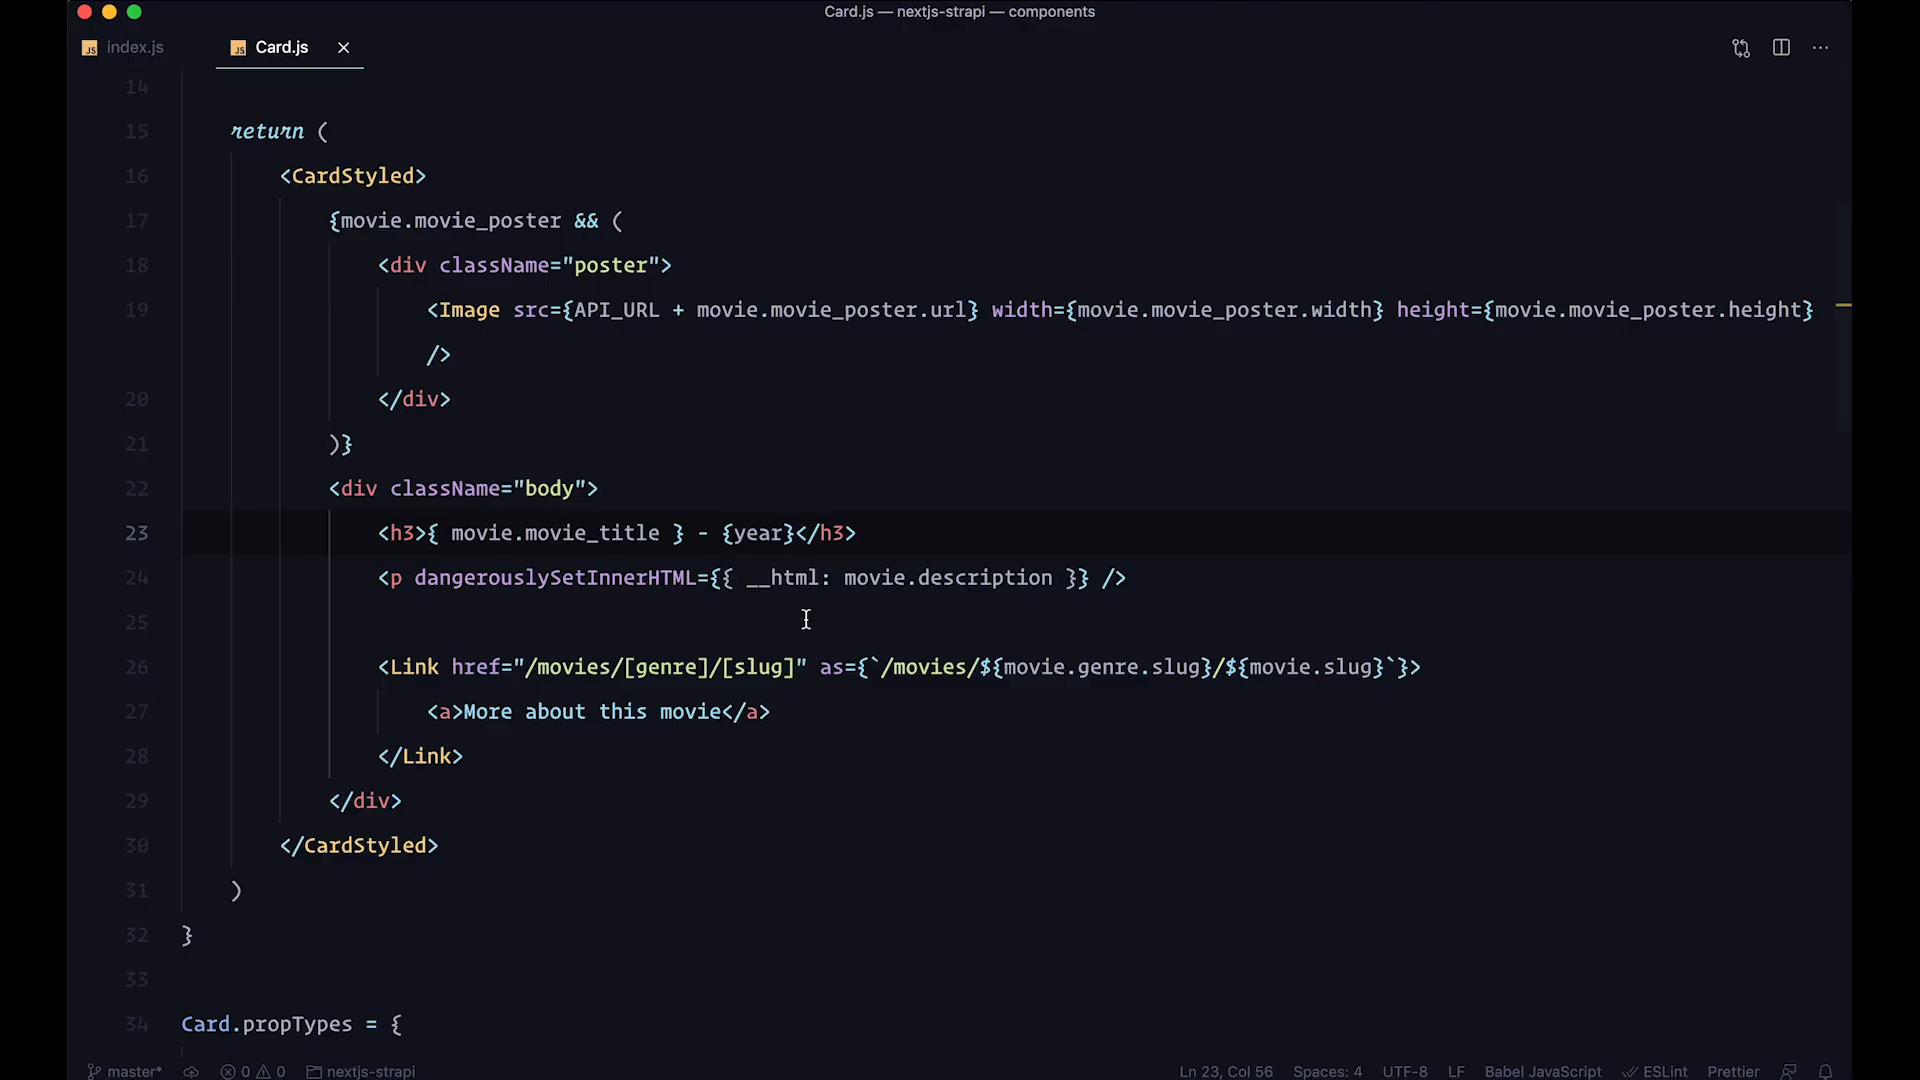 Card.js — nextjs-strapi — components
index.js
Card.js
14
15 return (
16 <CardStyled>
17 {movie.movie_poster && (
18 <div className="poster">
19 <Image src={API_URL + movie.movie_poster.url} width={movie.movie_poster.width} height={movie.movie_poster.height}
/>
20 </div>
21 )}
22 <div className="body">
23 <h3>{ movie.movie_title } - {year}</h3>
24 <p dangerouslySetInnerHTML={{ __html: movie.description }} />
25
26 <Link href="/movies/[genre]/[slug]" as={`/movies/${movie.genre.slug}/${movie.slug}`}>
27 <a>More about this movie</a>
28 </Link>
29 </div>
30 </CardStyled>
31 )
32 }
33
34 Card.propTypes = {
master* 0 0 nextjs-strapi Ln 23, Col 56 Spaces: 4 UTF-8 LF Babel JavaScript ESLint Prettier